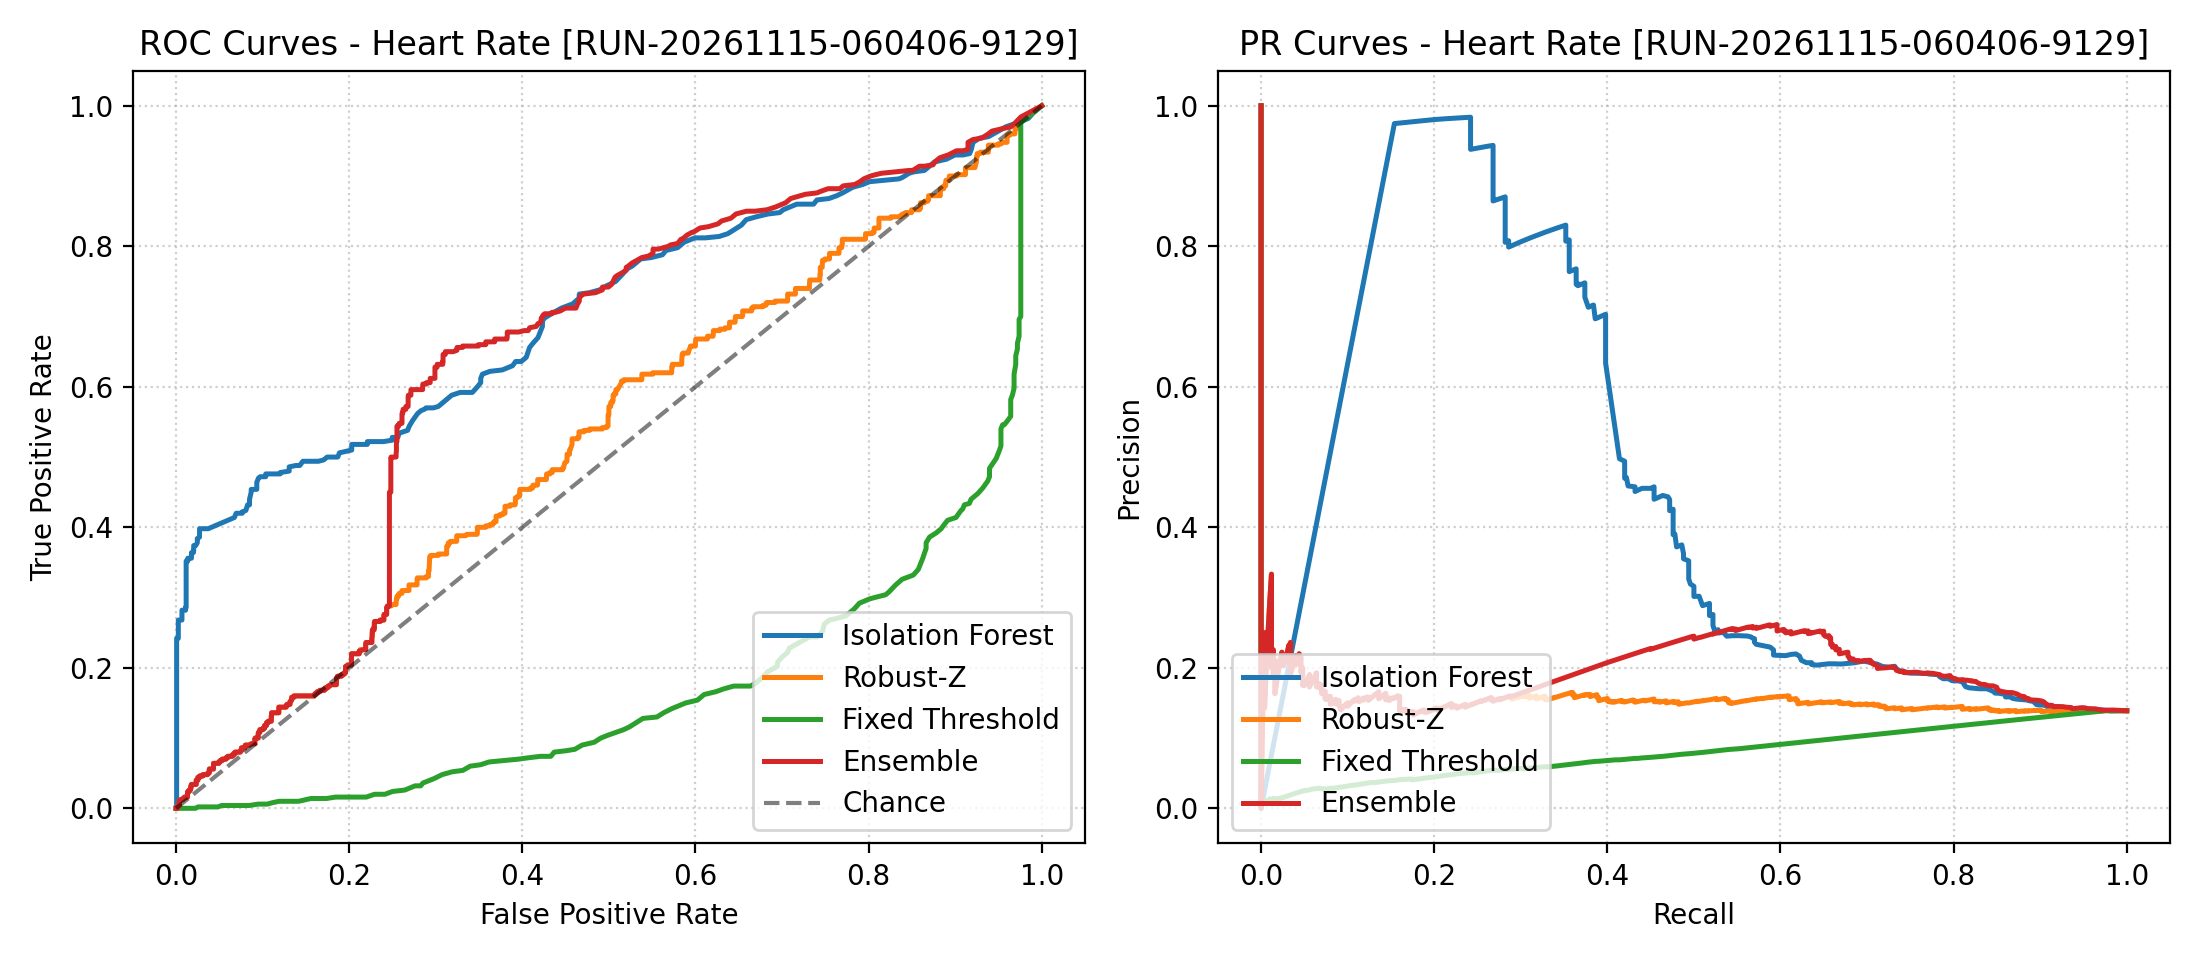 ROC Curves - Heart Rate [RUN-20261115-060406-9129]
1.0
0.8
0.6
0.4
0.2
0.0
True Positive Rate
0.0 0.2 0.4 0.6 0.8 1.0
False Positive Rate
Isolation Forest
Robust-Z
Fixed Threshold
Ensemble
Chance
PR Curves - Heart Rate [RUN-20261115-060406-9129]
1.0
0.8
0.6
0.4
0.2
0.0
Precision
0.0 0.2 0.4 0.6 0.8 1.0
Recall
Isolation Forest
Robust-Z
Fixed Threshold
Ensemble